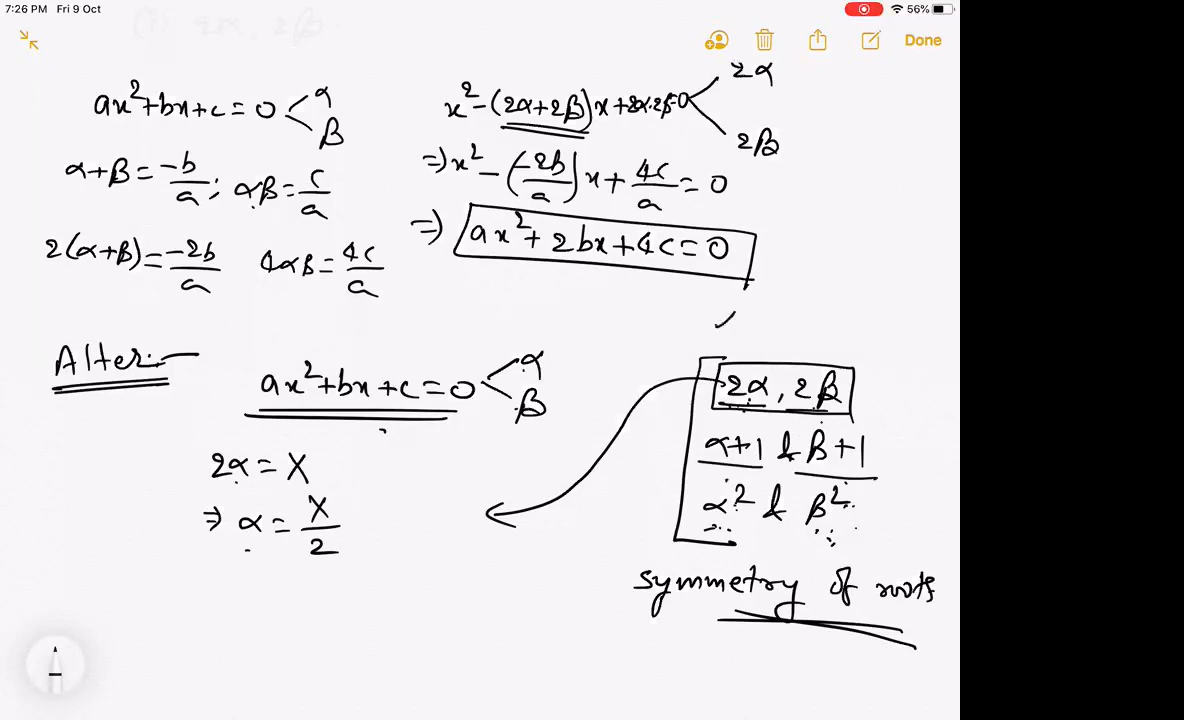 7:26 PM Fri 9 Oct
56%
Done
ax²+bx+c=0 < α
β
α+β = -b/a ; αβ = c/a
2(α+β) = -2b/a 4αβ = 4c/a
x² - (2α+2β)x + 2α·2β = 0 < 2α
2β
⇒ x² - (-2b/a)x + 4c/a = 0
⇒ ax² + 2bx + 4c = 0
Alter:-
ax²+bx+c=0 < α
β
2α = X
⇒ α = X/2
2α, 2β
α+1 & β+1
α² & β²
symmetry of roots